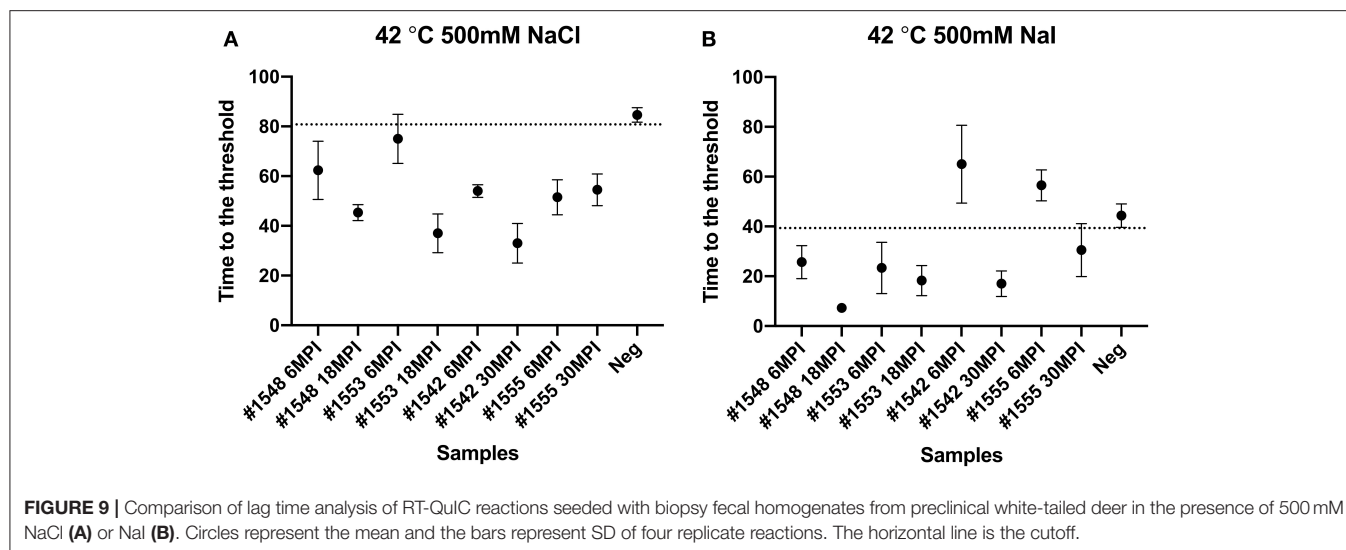 A
42 °C 500mM NaCl
Time to the threshold
100
80
60
40
20
0
#1548 6MPI
#1548 18MPI
#1553 6MPI
#1553 18MPI
#1542 6MPI
#1542 30MPI
#1555 6MPI
#1555 30MPI
Neg
Samples
B
42 °C 500mM NaI
Time to the threshold
100
80
60
40
20
0
#1548 6MPI
#1548 18MPI
#1553 6MPI
#1553 18MPI
#1542 6MPI
#1542 30MPI
#1555 6MPI
#1555 30MPI
Neg
Samples
FIGURE 9 | Comparison of lag time analysis of RT-QuIC reactions seeded with biopsy fecal homogenates from preclinical white-tailed deer in the presence of 500 mM
NaCl (A) or NaI (B). Circles represent the mean and the bars represent SD of four replicate reactions. The horizontal line is the cutoff.